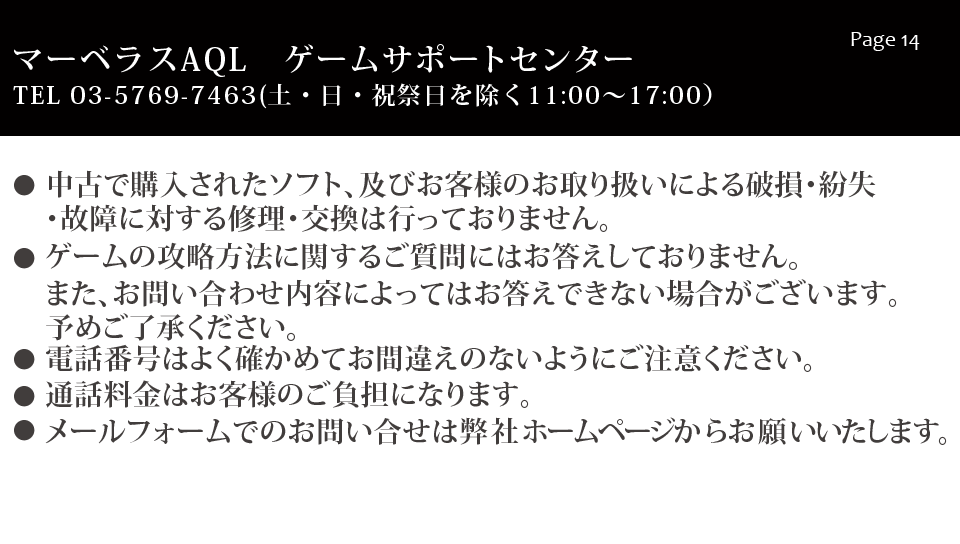 Page 14
マーベラスAQL　ゲームサポートセンター
TEL 03-5769-7463(土・日・祝祭日を除く11:00〜17:00）
● 中古で購入されたソフト、及びお客様のお取り扱いによる破損・紛失
・故障に対する修理・交換は行っておりません。
● ゲームの攻略方法に関するご質問にはお答えしておりません。
また、お問い合わせ内容によってはお答えできない場合がございます。
予めご了承ください。
● 電話番号はよく確かめてお間違えのないようにご注意ください。
● 通話料金はお客様のご負担になります。
● メールフォームでのお問い合せは弊社ホームページからお願いいたします。